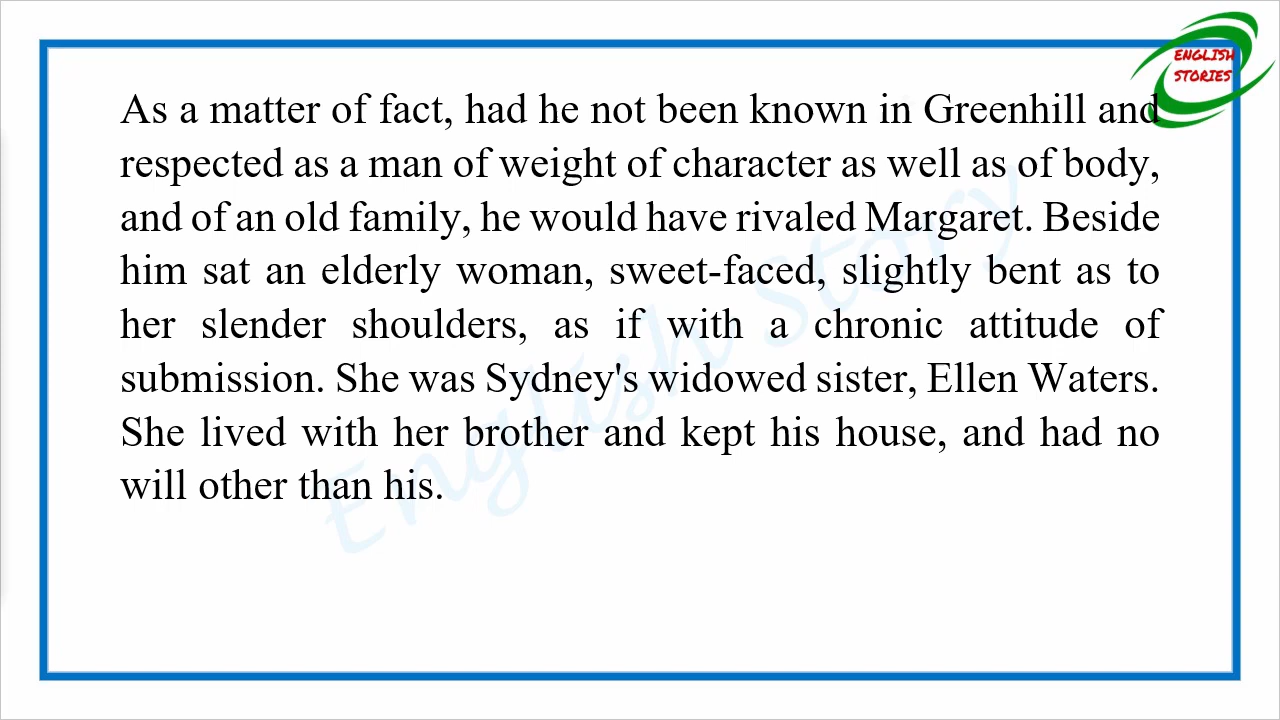 ENGLISH
STORIES
As a matter of fact, had he not been known in Greenhill and
respected as a man of weight of character as well as of body,
and of an old family, he would have rivaled Margaret. Beside
him sat an elderly woman, sweet-faced, slightly bent as to
her slender shoulders, as if with a chronic attitude of
submission. She was Sydney's widowed sister, Ellen Waters.
She lived with her brother and kept his house, and had no
will other than his.
English Story